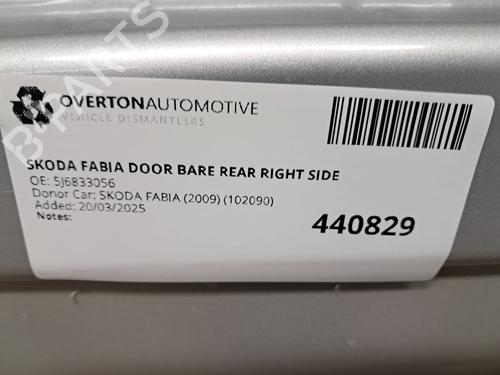 B-PARTS
OVERTONAUTOMOTIVE
VEHICLE DISMANTLERS
SKODA FABIA DOOR BARE REAR RIGHT SIDE
OE: 5J6833056
Donor Car: SKODA FABIA (2009) (102090)
Added: 20/03/2025
Notes:
440829